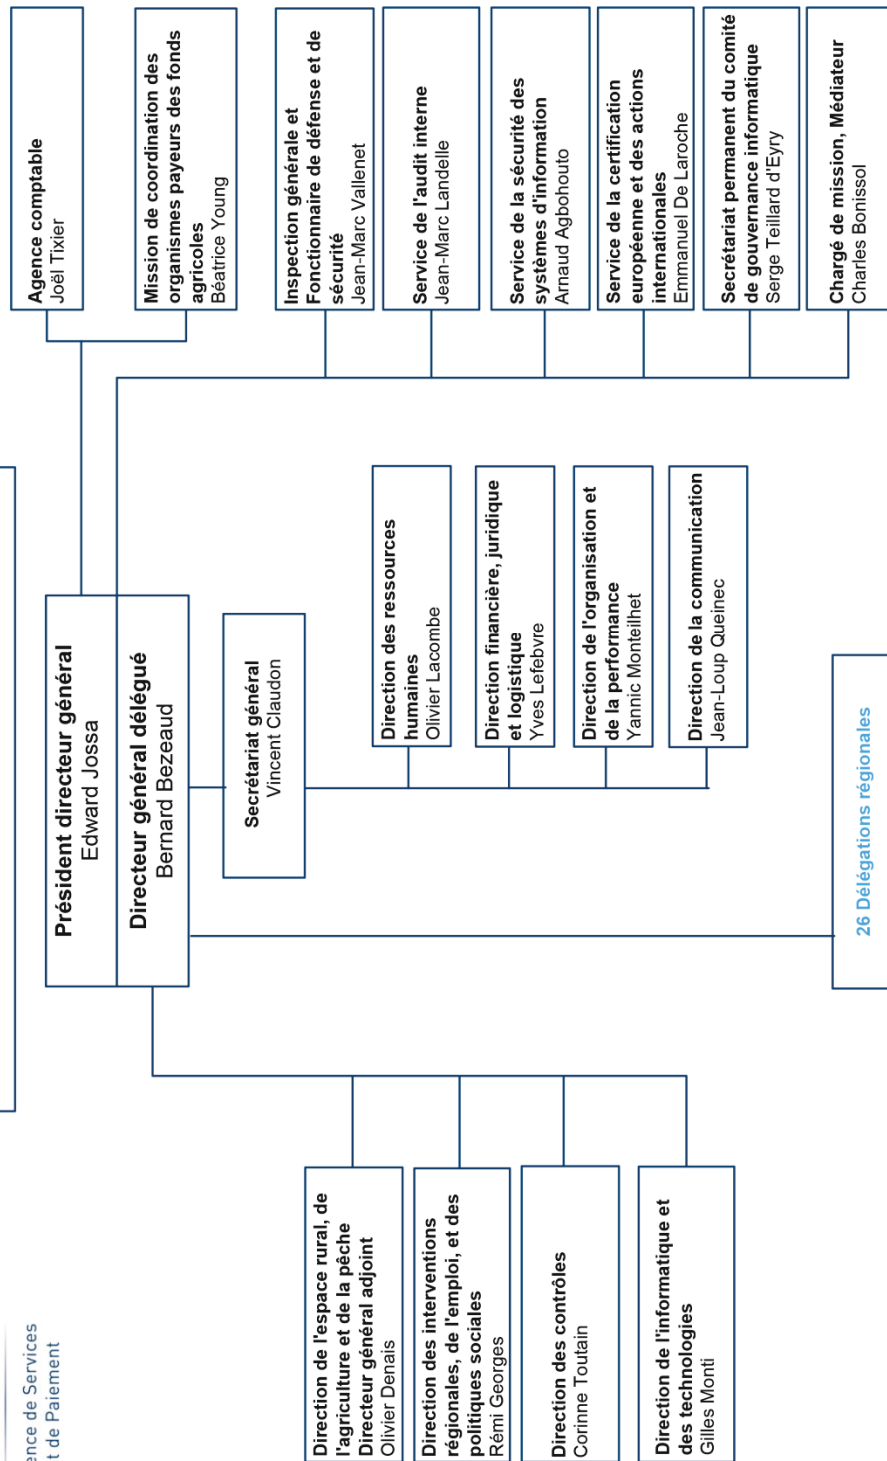 ence de Services
t de Paiement
Président directeur général
Edward Jossa
Directeur général délégué
Bernard Bezeaud
Agence comptable
Joël Tixier
Mission de coordination des
organismes payeurs des fonds
agricoles
Béatrice Young
Secrétariat général
Vincent Claudon
Inspection générale et
Fonctionnaire de défense et de
sécurité
Jean-Marc Vallenet
Service de l'audit interne
Jean-Marc Landelle
Service de la sécurité des
systèmes d'information
Arnaud Agbohouto
Service de la certification
européenne et des actions
internationales
Emmanuel De Laroche
Secrétariat permanent du comité
de gouvernance informatique
Serge Teillard d'Eyry
Chargé de mission, Médiateur
Charles Bonissol
Direction des ressources
humaines
Olivier Lacombe
Direction financière, juridique
et logistique
Yves Lefebvre
Direction de l'organisation et
de la performance
Yannic Monteilhet
Direction de la communication
Jean-Loup Queinec
Direction de l'espace rural, de
l'agriculture et de la pêche
Directeur général adjoint
Olivier Denais
Direction des interventions
régionales, de l'emploi, et des
politiques sociales
Rémi Georges
Direction des contrôles
Corinne Toutain
Direction de l'informatique et
des technologies
Gilles Monti
26 Délégations régionales